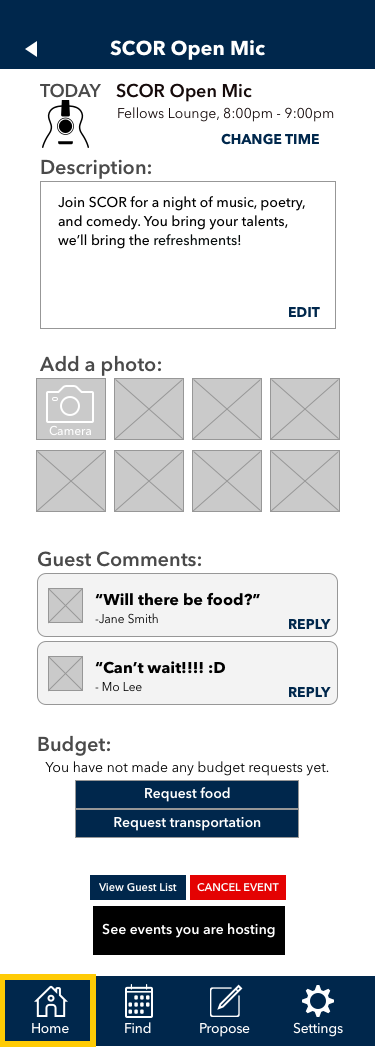 SCOR Open Mic
TODAY
SCOR Open Mic
Fellows Lounge, 8:00pm - 9:00pm
CHANGE TIME
Description:
Join SCOR for a night of music, poetry,
and comedy. You bring your talents,
we’ll bring the refreshments!
EDIT
Add a photo:
Camera
Guest Comments:
”Will there be food?”
-Jane Smith
REPLY
“Can’t wait!!!! :D
- Mo Lee
REPLY
Budget:
You have not made any budget requests yet.
Request food
Request transportation
View Guest List
CANCEL EVENT
See events you are hosting
Home
Find
Propose
Settings